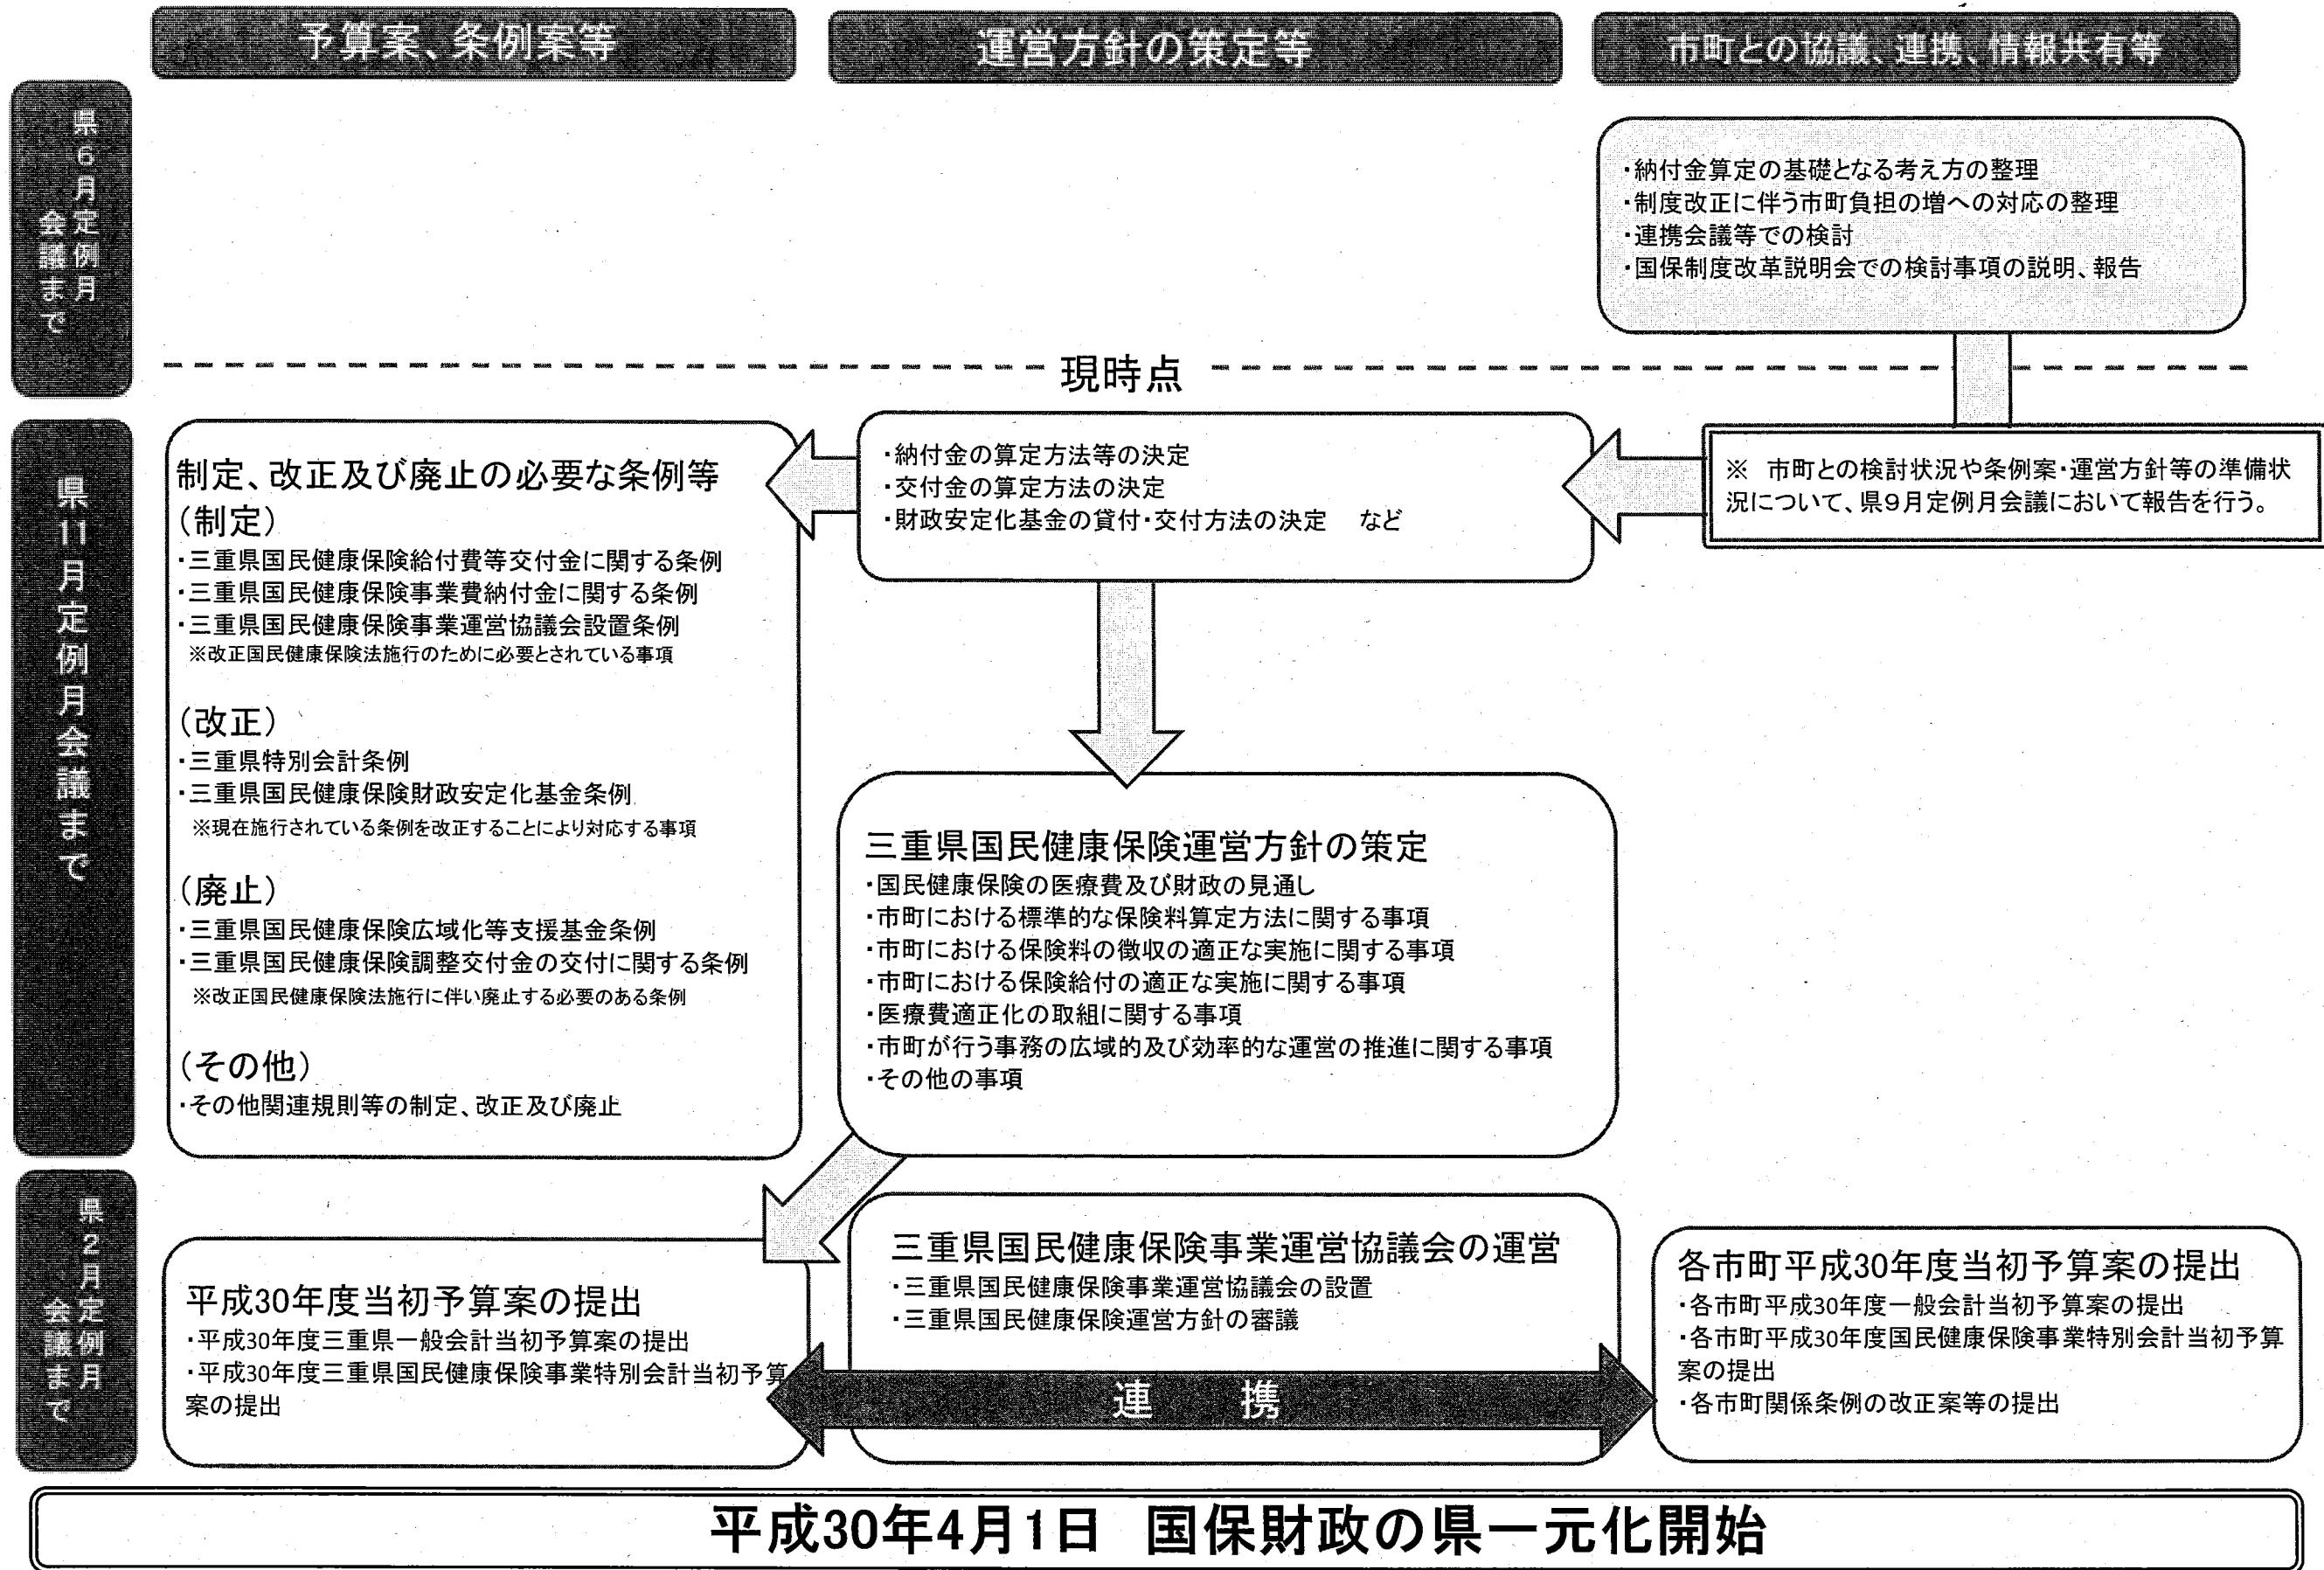 予算案、条例案等
運営方針の策定等
市町との協議、連携、情報共有等
県6月定例月
会議まで
・納付金算定の基礎となる考え方の整理
・制度改正に伴う市町負担の増への対応の整理
・連携会議等での検討
・国保制度改革説明会での検討事項の説明、報告
現時点
県11月定例月会議まで
制定、改正及び廃止の必要な条例等
（制定）
・三重県国民健康保険給付費等交付金に関する条例
・三重県国民健康保険事業費納付金に関する条例
・三重県国民健康保険事業運営協議会設置条例
※改正国民健康保険法施行のために必要とされている事項
（改正）
・三重県特別会計条例
・三重県国民健康保険財政安定化基金条例
※現在施行されている条例を改正することにより対応する事項
（廃止）
・三重県国民健康保険広域化等支援基金条例
・三重県国民健康保険調整交付金の交付に関する条例
※改正国民健康保険法施行に伴い廃止する必要のある条例
（その他）
・その他関連規則等の制定、改正及び廃止
・納付金の算定方法等の決定
・交付金の算定方法の決定
・財政安定化基金の貸付・交付方法の決定　など
※　市町との検討状況や条例案・運営方針等の準備状
況について、県9月定例月会議において報告を行う。
三重県国民健康保険運営方針の策定
・国民健康保険の医療費及び財政の見通し
・市町における標準的な保険料算定方法に関する事項
・市町における保険料の徴収の適正な実施に関する事項
・市町における保険給付の適正な実施に関する事項
・医療費適正化の取組に関する事項
・市町が行う事務の広域的及び効率的な運営の推進に関する事項
・その他の事項
県2月定例月
会議まで
平成30年度当初予算案の提出
・平成30年度三重県一般会計当初予算案の提出
・平成30年度三重県国民健康保険事業特別会計当初予算
案の提出
三重県国民健康保険事業運営協議会の運営
・三重県国民健康保険事業運営協議会の設置
・三重県国民健康保険運営方針の審議
連　携
各市町平成30年度当初予算案の提出
・各市町平成30年度一般会計当初予算案の提出
・各市町平成30年度国民健康保険事業特別会計当初予算
案の提出
・各市町関係条例の改正案等の提出
平成30年4月1日　国保財政の県一元化開始